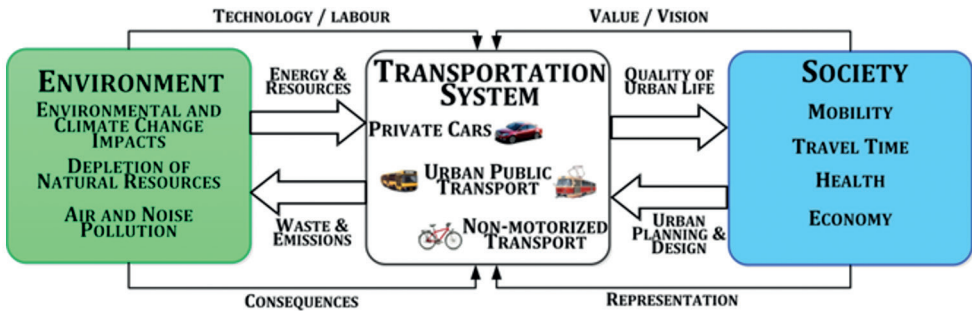 TECHNOLOGY / LABOUR
VALUE / VISION
ENVIRONMENT
ENVIRONMENTAL AND
CLIMATE CHANGE
IMPACTS
DEPLETION OF
NATURAL RESOURCES
AIR AND NOISE
POLLUTION
ENERGY &
RESOURCES
WASTE &
EMISSIONS
TRANSPORTATION
SYSTEM
PRIVATE CARS
URBAN PUBLIC
TRANSPORT
NON-MOTORIZED
TRANSPORT
QUALITY OF
URBAN LIFE
URBAN
PLANNING &
DESIGN
SOCIETY
MOBILITY
TRAVEL TIME
HEALTH
ECONOMY
CONSEQUENCES
REPRESENTATION